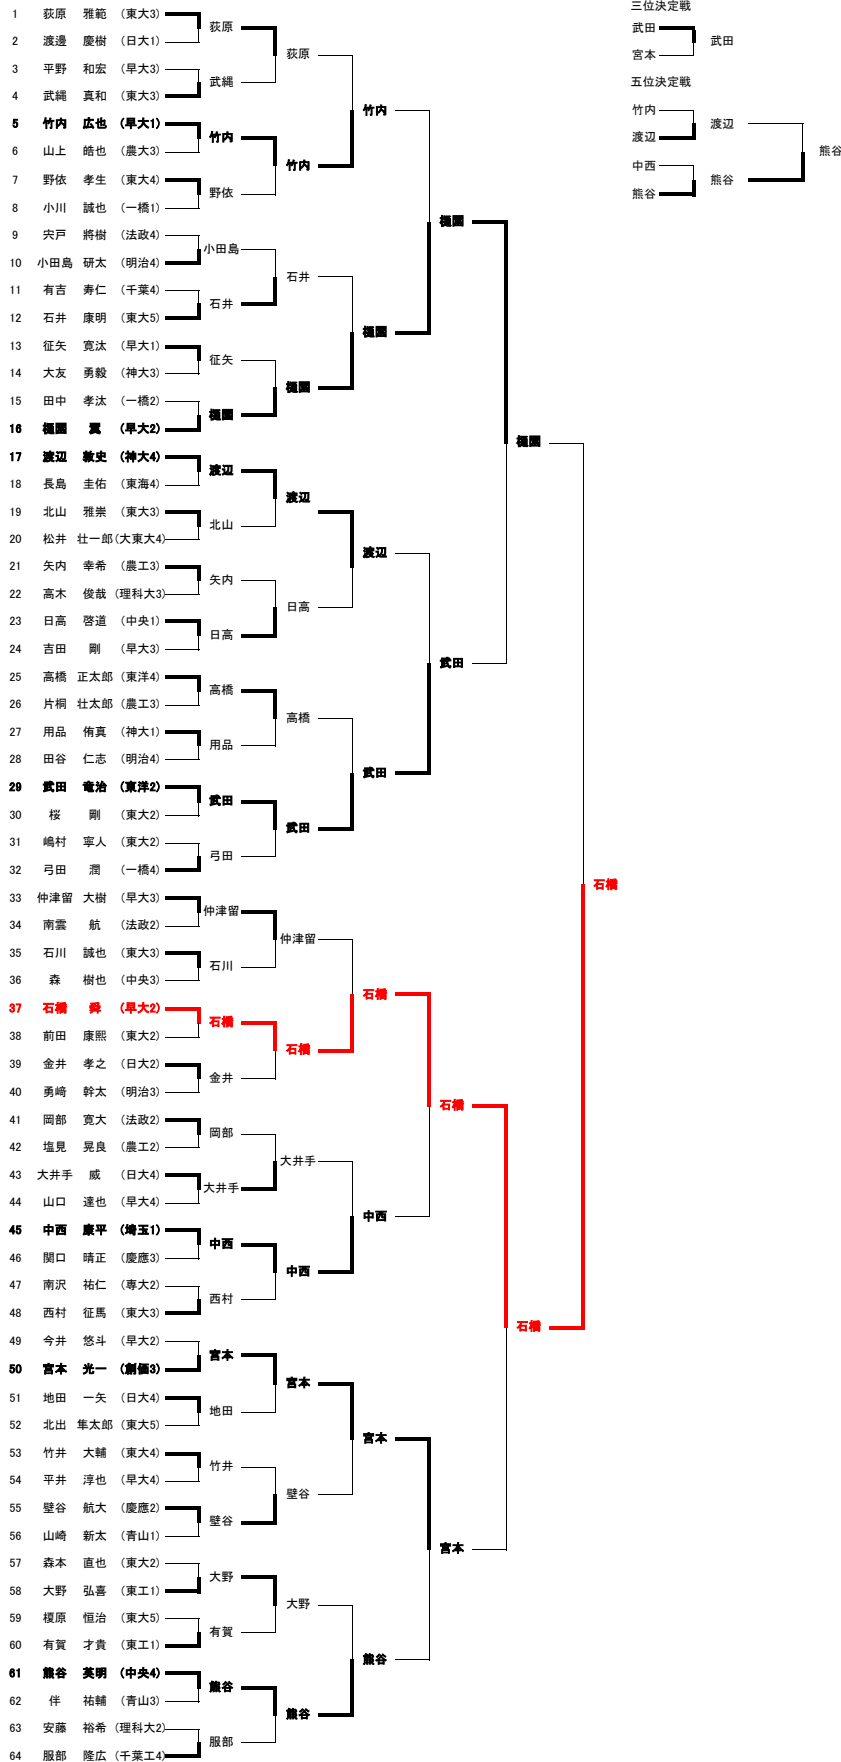 三位決定戦
武田
宮本
武田
五位決定戦
竹内
渡辺
渡辺
中西
熊谷
熊谷
熊谷
1 荻原 雅範 (東大3)
2 渡邊 慶樹 (日大1)
3 平野 和宏 (早大3)
4 武縄 真和 (東大3)
5 竹内 広也 (早大1)
6 山上 皓也 (農大3)
7 野依 孝生 (東大4)
8 小川 誠也 (一橋1)
9 宍戸 將樹 (法政4)
10 小田島 研太 (明治4)
11 有吉 寿仁 (千葉4)
12 石井 康明 (東大5)
13 征矢 寛汰 (早大1)
14 大友 勇毅 (神大3)
15 田中 孝汰 (一橋2)
16 樋園 翼 (早大2)
17 渡辺 敦史 (神大4)
18 長島 圭佑 (東海4)
19 北山 雅崇 (東大3)
20 松井 壮一郎 (大東大4)
21 矢内 幸希 (農工3)
22 高木 俊哉 (理科大3)
23 日高 啓道 (中央1)
24 吉田 剛 (早大3)
25 高橋 正太郎 (東洋4)
26 片桐 壮太郎 (農工3)
27 用品 侑真 (神大1)
28 田谷 仁志 (明治4)
29 武田 竜治 (東洋2)
30 桜 剛 (東大2)
31 嶋村 寧人 (東大2)
32 弓田 潤 (一橋4)
33 仲津留 大樹 (早大3)
34 南雲 航 (法政2)
35 石川 誠也 (東大3)
36 森 樹也 (中央3)
37 石橋 舜 (早大2)
38 前田 康熙 (東大2)
39 金井 孝之 (日大2)
40 勇崎 幹太 (明治3)
41 岡部 寛大 (法政2)
42 塩見 晃良 (農工2)
43 大井手 威 (日大4)
44 山口 達也 (早大4)
45 中西 康平 (埼玉1)
46 関口 晴正 (慶應3)
47 南沢 祐仁 (専大2)
48 西村 征馬 (東大3)
49 今井 悠斗 (早大2)
50 宮本 光一 (創価3)
51 地田 一矢 (日大4)
52 北出 隼太郎 (東大5)
53 竹井 大輔 (東大4)
54 平井 淳也 (早大4)
55 壁谷 航大 (慶應2)
56 山崎 新太 (青山1)
57 森本 直也 (東大2)
58 大野 弘喜 (東工1)
59 榎原 恒治 (東大5)
60 有賀 才貴 (東工1)
61 熊谷 英明 (中央4)
62 伴 祐輔 (青山3)
63 安藤 裕希 (理科大2)
64 服部 隆広 (千葉工4)
荻原
武縄
竹内
野依
小田島
石井
征矢
樋園
渡辺
北山
矢内
日高
高橋
用品
武田
弓田
仲津留
石川
石橋
金井
岡部
大井手
中西
西村
宮本
地田
竹井
壁谷
大野
有賀
熊谷
服部
荻原
竹内
石井
樋園
渡辺
日高
高橋
武田
仲津留
石橋
大井手
中西
宮本
壁谷
大野
熊谷
竹内
樋園
渡辺
武田
石橋
中西
宮本
熊谷
樋園
武田
石橋
宮本
樋園
石橋
石橋